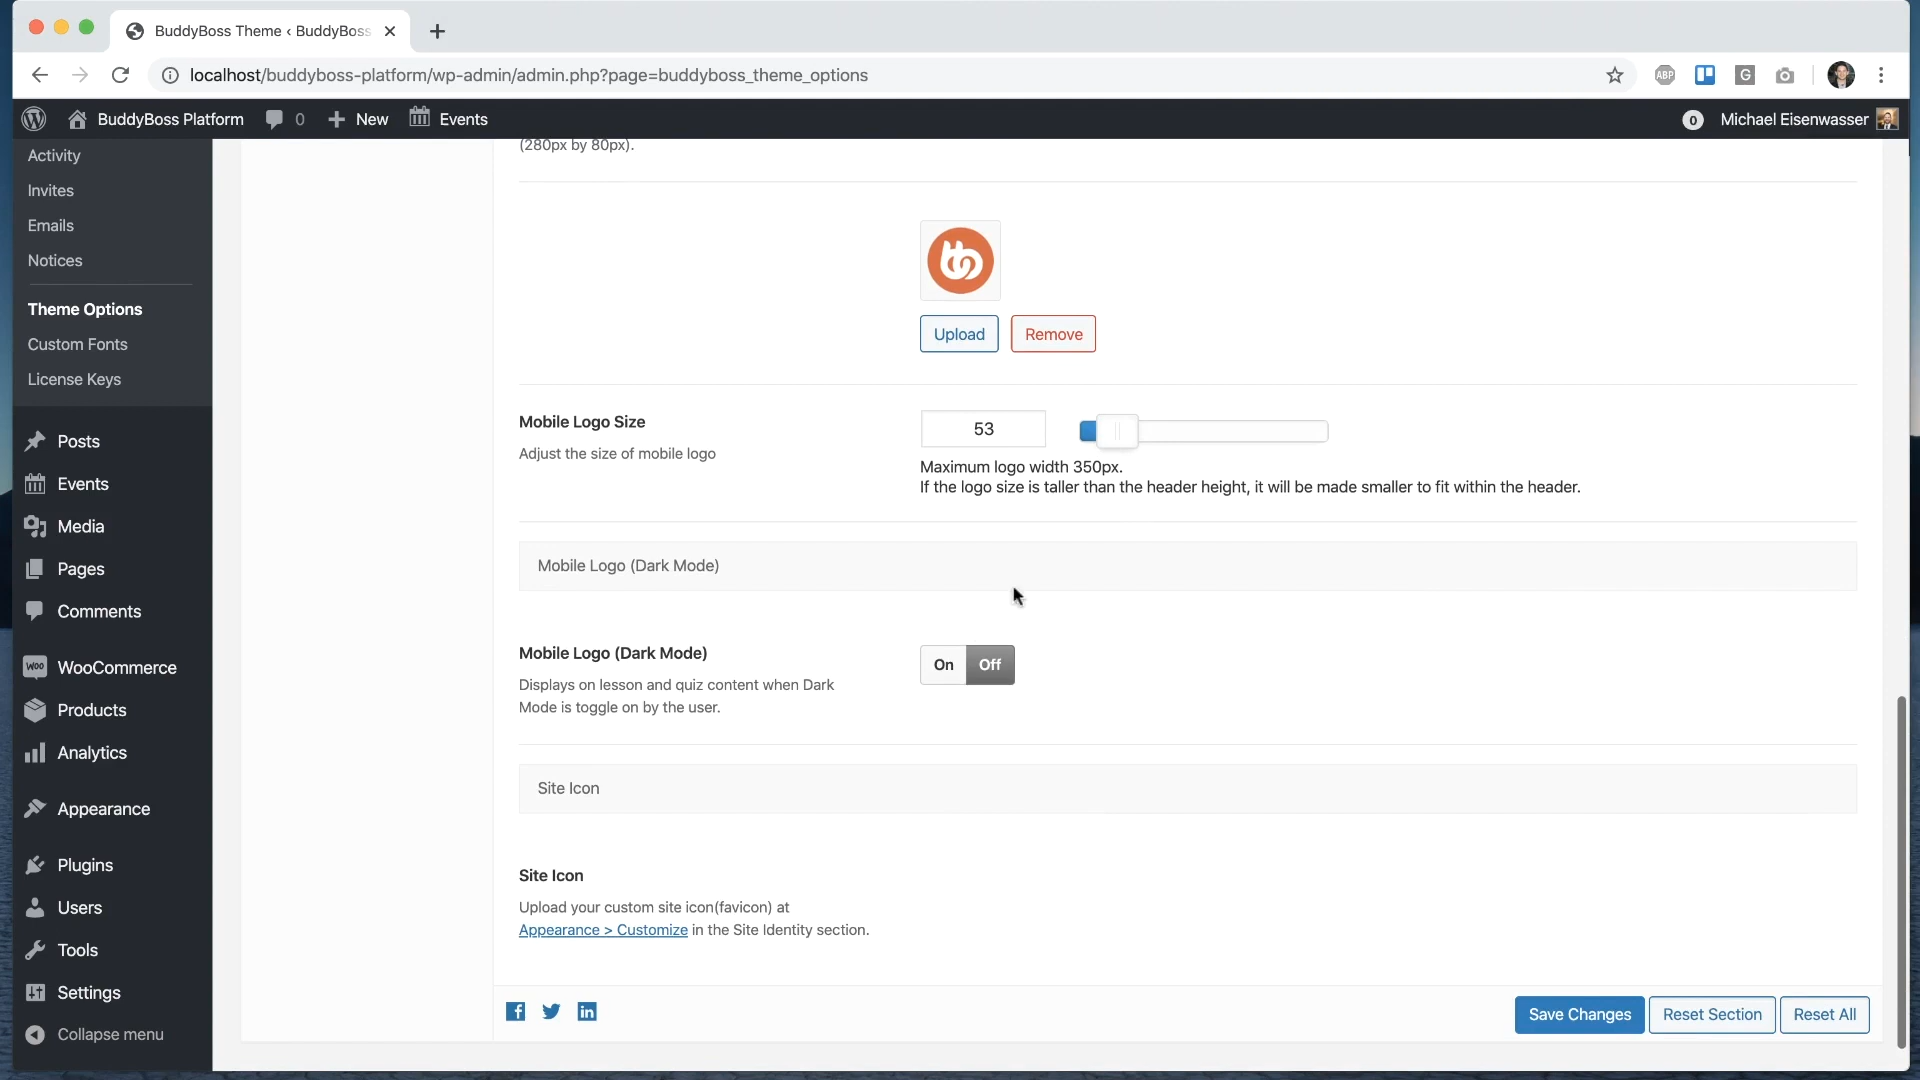 BuddyBoss Theme ‹ BuddyBoss
localhost/buddyboss-platform/wp-admin/admin.php?page=buddyboss_theme_options
ABP
G
BuddyBoss Platform
0
New
Events
0
Michael Eisenwasser
Activity
Invites
Emails
Notices
Theme Options
Custom Fonts
License Keys
Posts
Events
Media
Pages
Comments
WOO
WooCommerce
Products
Analytics
Appearance
Plugins
Users
Tools
Settings
Collapse menu
(280px by 80px).
Upload
Remove
Mobile Logo Size
Adjust the size of mobile logo
53
Maximum logo width 350px.
If the logo size is taller than the header height, it will be made smaller to fit within the header.
Mobile Logo (Dark Mode)
Mobile Logo (Dark Mode)
Displays on lesson and quiz content when Dark
Mode is toggle on by the user.
On
Off
Site Icon
Site Icon
Upload your custom site icon(favicon) at
Appearance > Customize in the Site Identity section.
Save Changes
Reset Section
Reset All